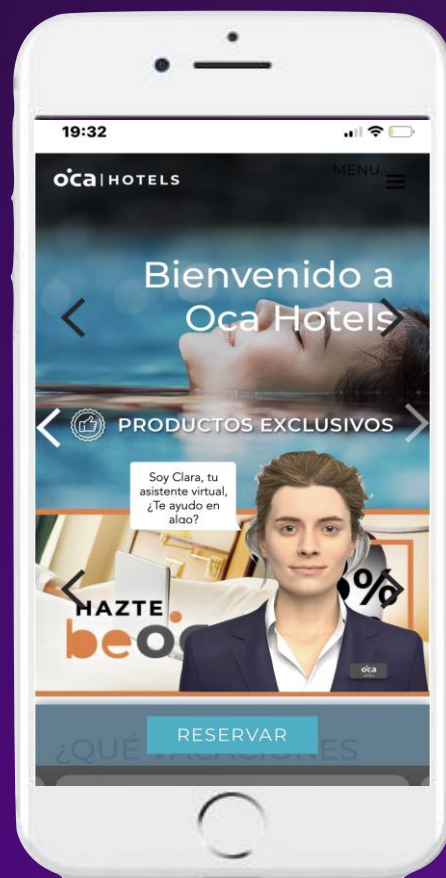 19:32
oca HOTELS
MENU
Bienvenido a
Oca Hotels
PRODUCTOS EXCLUSIVOS
Soy Clara, tu
asistente virtual,
¿Te ayudo en
algo?
%
HAZTE
beo
oca
RESERVAR
¿QUÉ VACACIONES